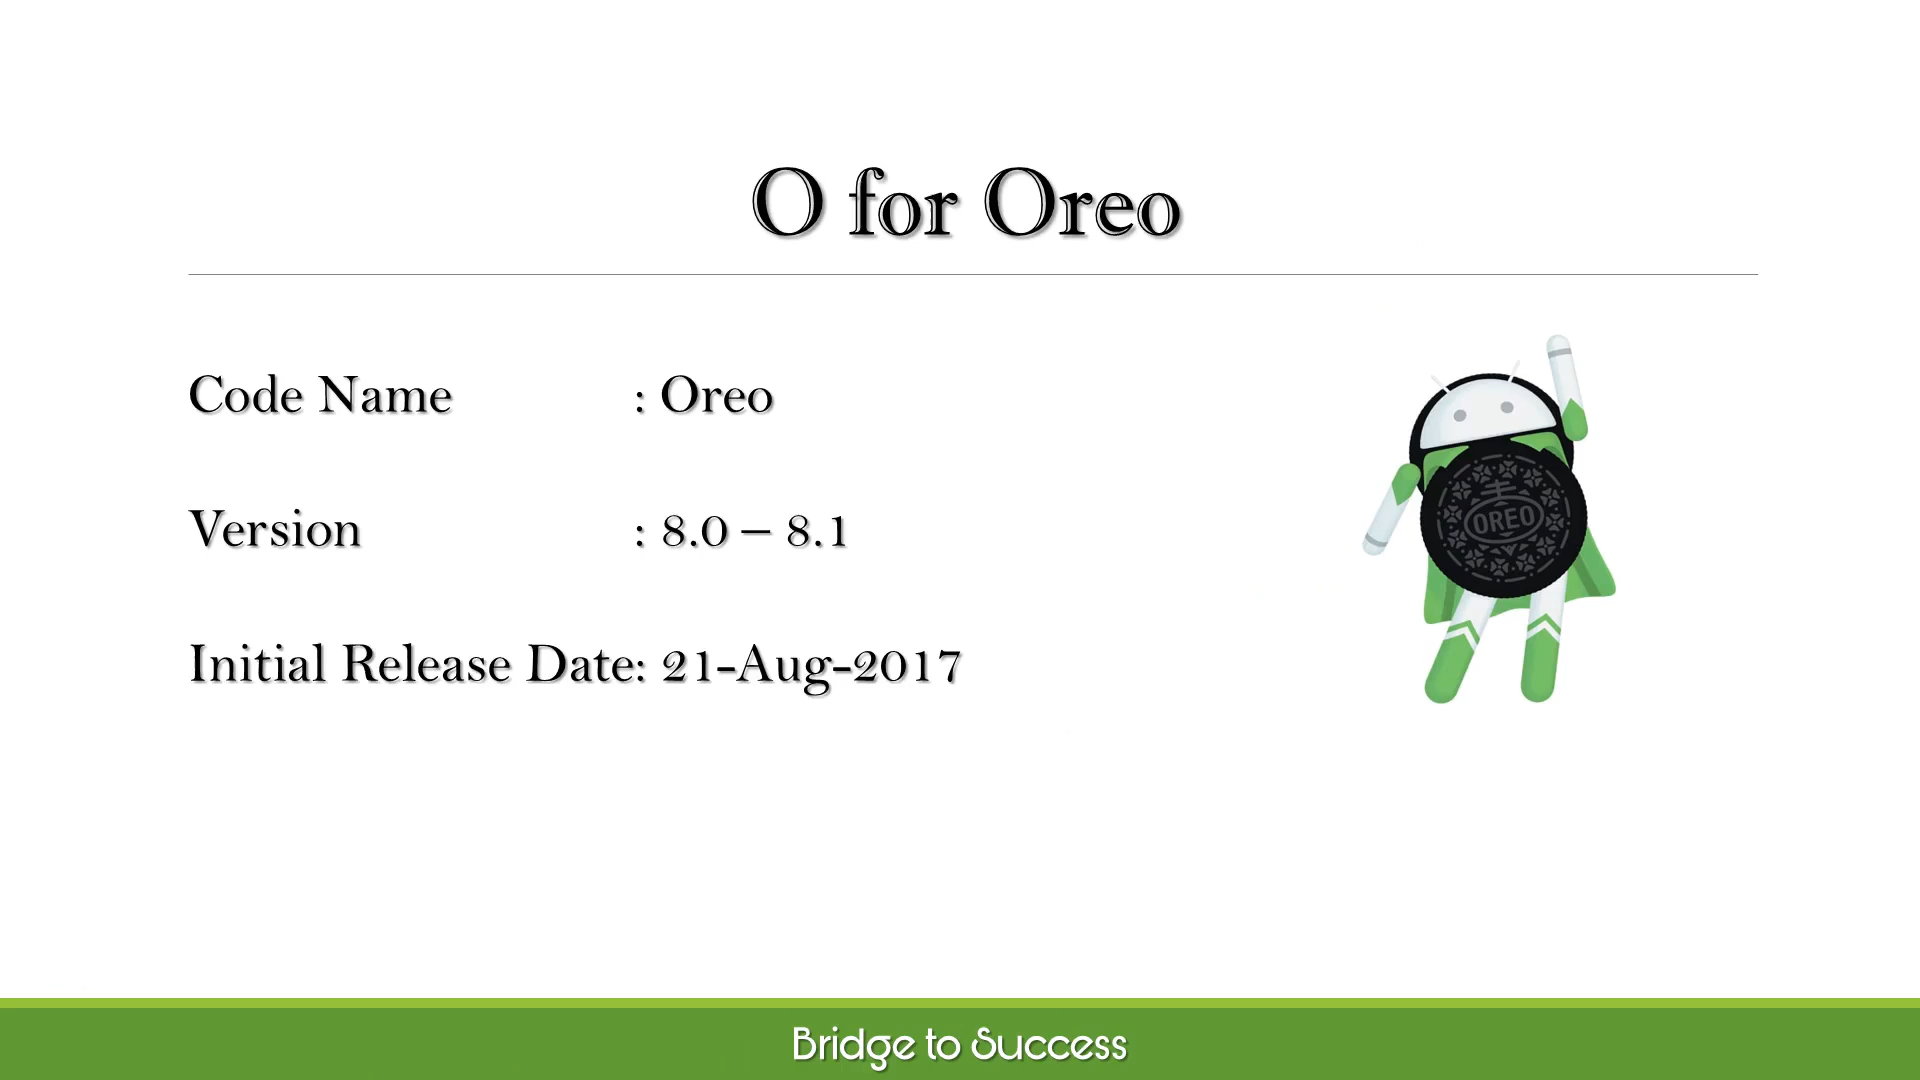 O for Oreo
Code Name : Oreo
Version : 8.0 – 8.1
Initial Release Date: 21-Aug-2017
OREO
Bridge to Success